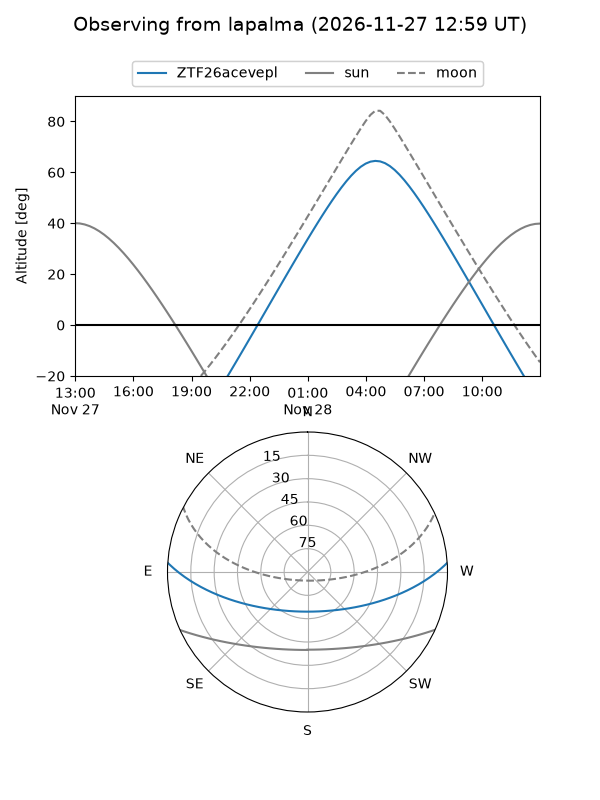 Observing from lapalma (2026-11-27 12:59 UT)
ZTF26acevepl sun moon
Altitude [deg]
80
60
40
20
0
−20
13:00 16:00 19:00 22:00 01:00 04:00 07:00 10:00
Nov 27 Nov 28
N
NE NW
15
30
45
60
75
E W
SE SW
S